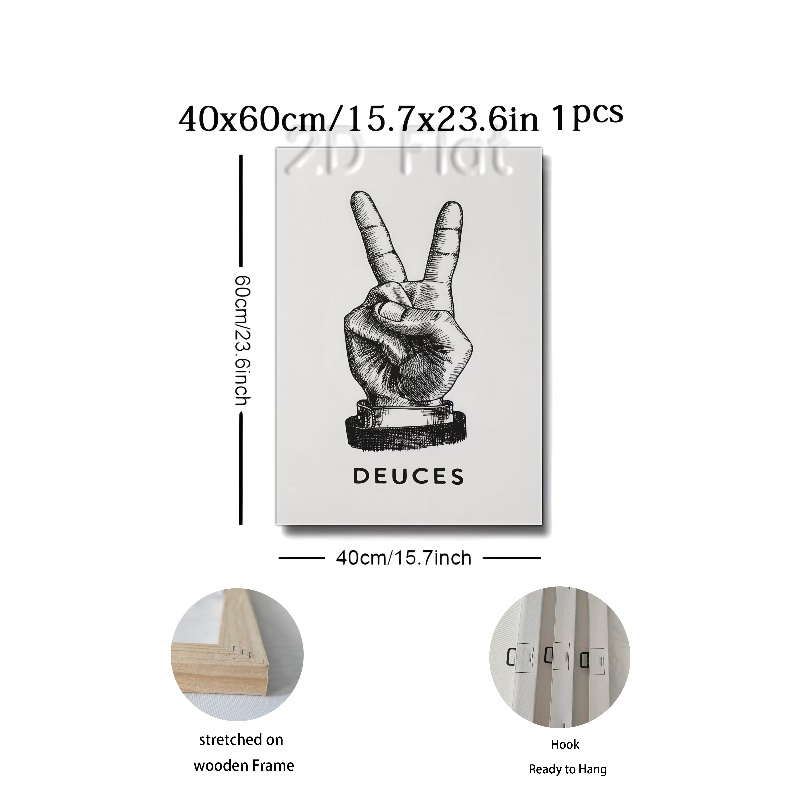 40x60cm/15.7x23.6in 1pcs
2D Flat
60cm/23.6inch
DEUCES
40cm/15.7inch
stretched on
wooden Frame
Hook
Ready to Hang